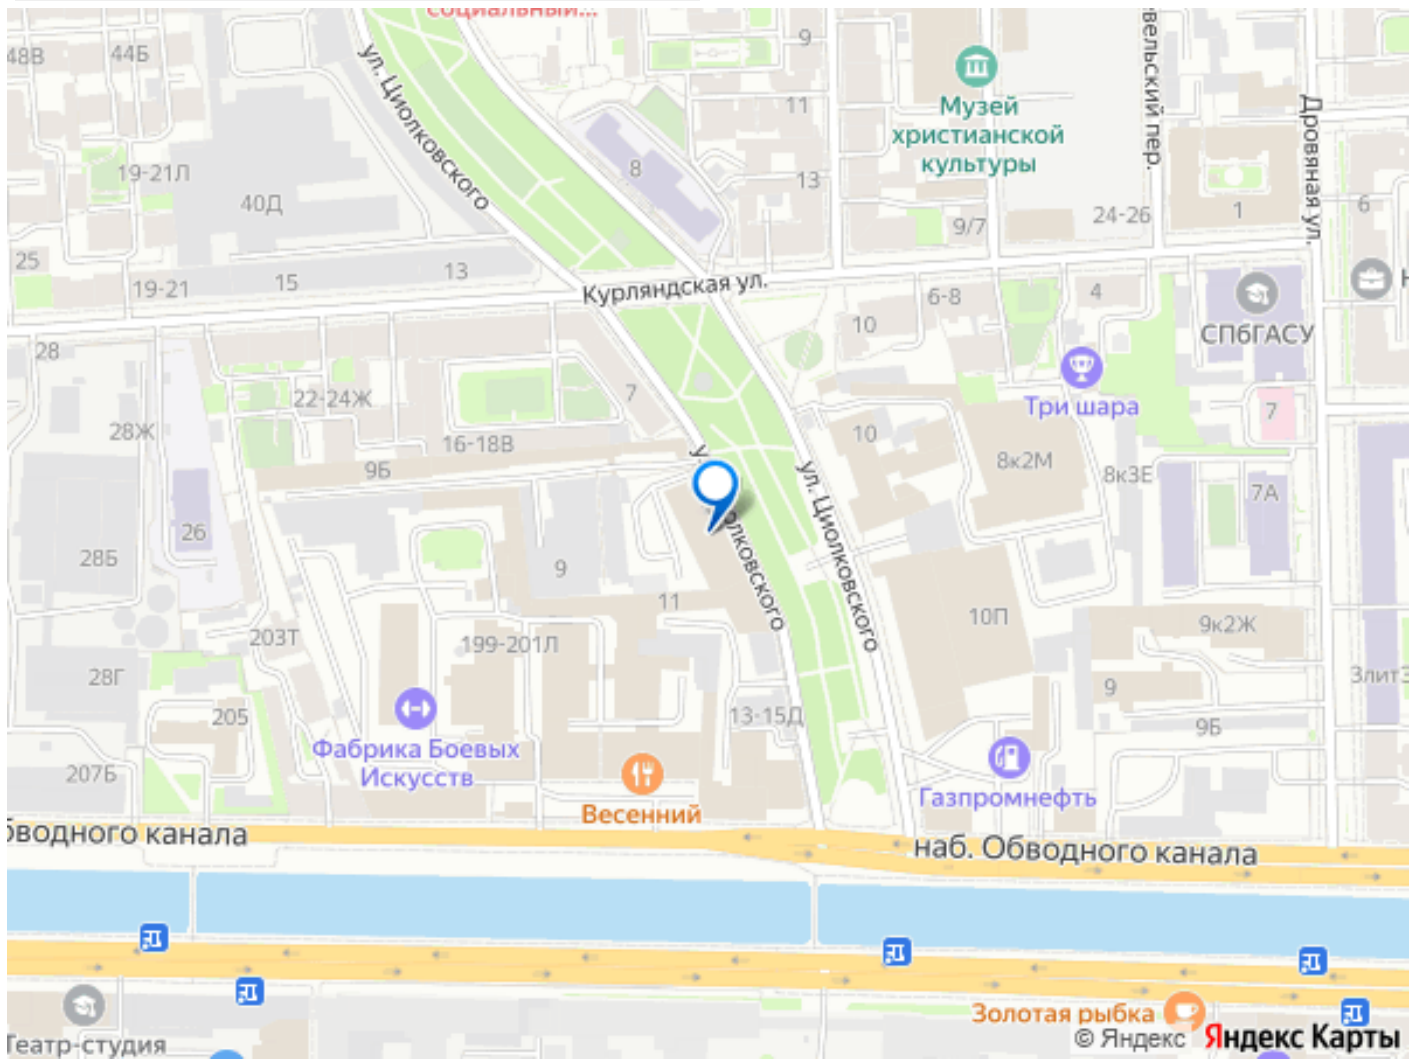 социальный...
48В
44Б
9
ул. Циолковского
11
Музей
христианской
культуры
Дровяная ул.
19-21Л
8
13
40Д
9/7
24-26
1
6
25
19-21
15
13
Курляндская ул.
6-8
4
10
СПбГАСУ
28
22-24Ж
7
Три шара
7
28Ж
16-18В
10
9Б
8к2М
8к3Е
7А
ул. Циолковского
26
28Б
9
11
10П
9к2Ж
203Т
199-201Л
28Г
9
205
13-15Д
9Б
Фабрика Боевых
Искусств
207Б
Весенний
Газпромнефть
бводного канала
наб. Обводного канала
Золотая рыбка
© Яндекс Яндекс Карты
Театр-студия